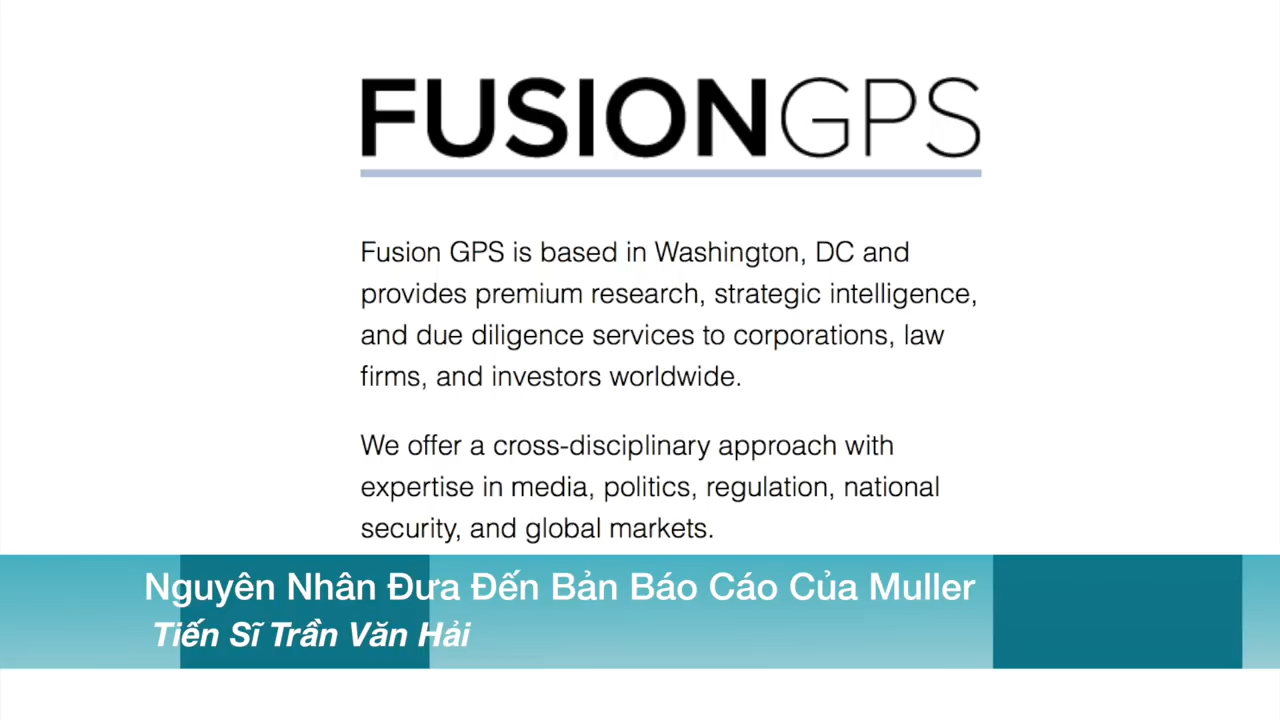 FUSIONGPS
Fusion GPS is based in Washington, DC and
provides premium research, strategic intelligence,
and due diligence services to corporations, law
firms, and investors worldwide.
We offer a cross-disciplinary approach with
expertise in media, politics, regulation, national
security, and global markets.
Nguyên Nhân Đưa Đến Bản Báo Cáo Của Muller
Tiến Sĩ Trần Văn Hải